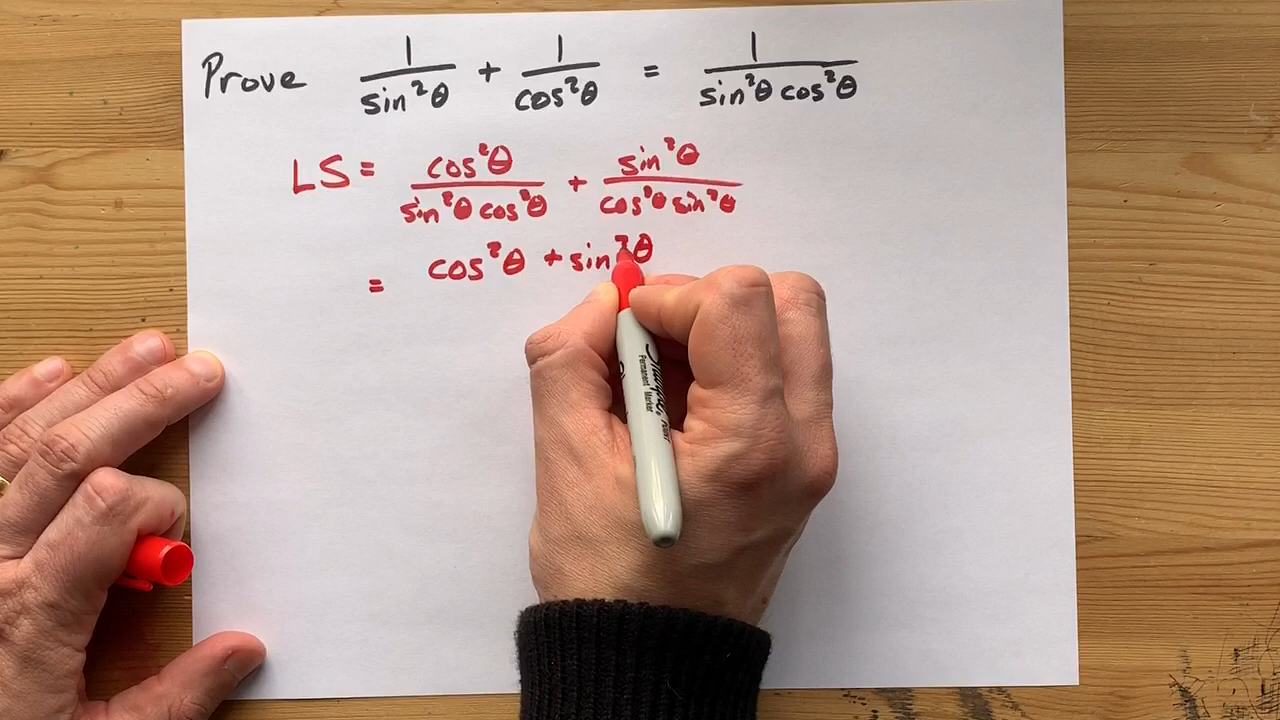 Prove 1/sin²θ + 1/cos²θ = 1/sin²θ cos²θ
LS = cos²θ/sin²θ cos²θ + sin²θ/cos²θ sin²θ
= cos²θ + sin²θ
Permanent Marker